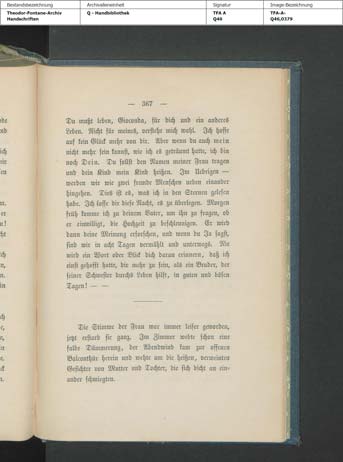 Bestandsbezeichnung
Archivalieneinheit
Signatur
Image-Bezeichnung
Theodor-Fontane-Archiv
Handschriften
Q - Handbibliothek
TFA A
Q46
TFA-A-
Q46,0379
— 367 —
Du mußt leben, Gioconda, für dich und ein anderes
Leben. Nicht für meines, verstehe mich wohl. Ich hoffe
auf kein Glück mehr von dir. Aber wenn du auch mein
nicht mehr sein kannst, wie ich es geträumt hatte, ich bin
noch Dein. Du sollst den Namen meiner Frau tragen
und dein Kind mein Kind heißen. Im Uebrigen —
werden wir wie zwei fremde Menschen neben einander
hingehen. Dies ist es, was ich in den Sternen gelesen
habe. Ich lasse dir diese Nacht, es zu überlegen. Morgen
früh komme ich zu deinem Vater, um ihn zu fragen, ob
er einwilligt, die Hochzeit zu beschleunigen. Er wird
dann deine Meinung erforschen, und wenn du Ja sagst,
sind wir in acht Tagen vermählt und unterwegs. Nie
wird ein Wort oder Blick dich daran erinnern, daß ich
einst gehofft hatte, dir mehr zu sein, als ein Bruder, der
seiner Schwester durchs Leben hilft, in guten und bösen
Tagen! — —
Die Stimme der Frau war immer leiser geworden,
jetzt erstarb sie ganz. Im Zimmer webte schon eine
fahle Dämmerung, der Abendwind kam zur offenen
Balconthür herein und wehte um die heißen, verweinten
Gesichter von Mutter und Tochter, die sich dicht an ein-
ander schmiegten.